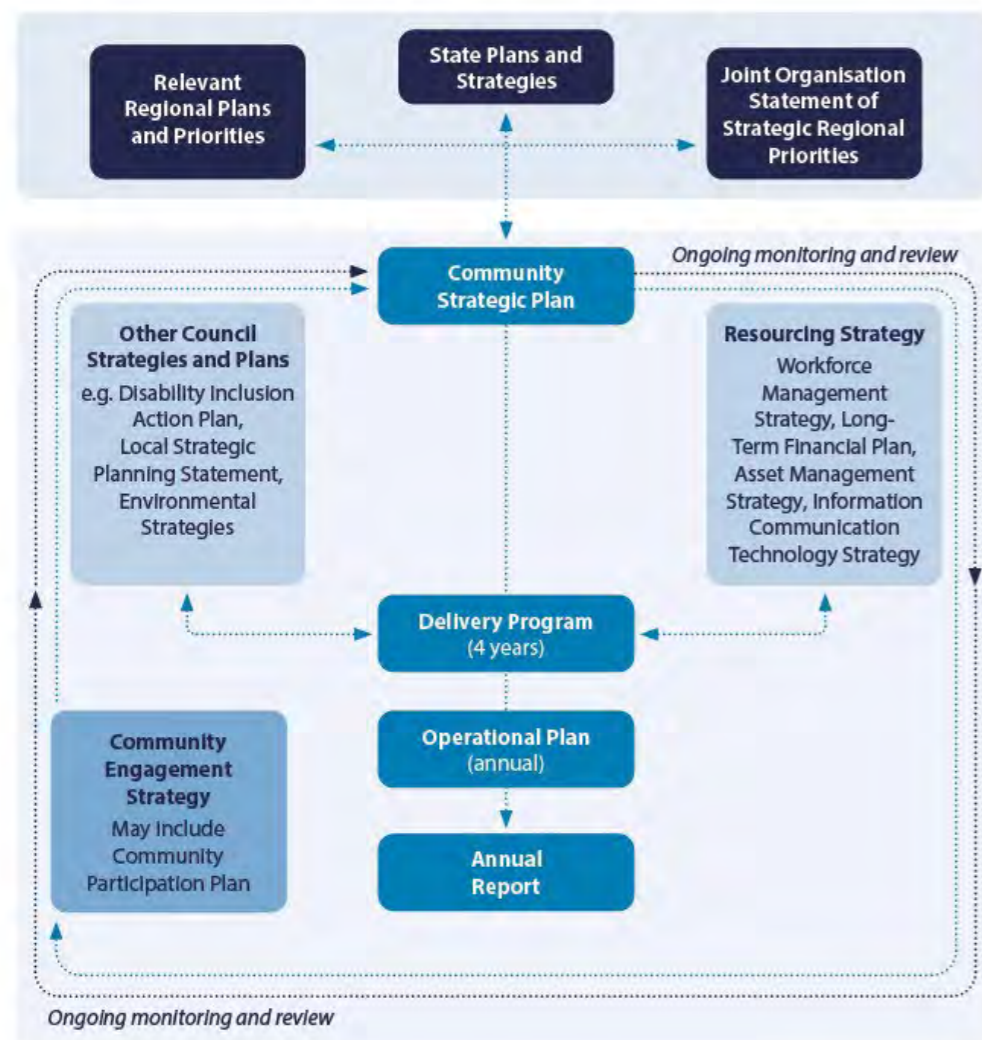 Relevant
Regional Plans
and Priorities
State Plans and
Strategies
Joint Organisation
Statement of
Strategic Regional
Priorities
Community
Strategic Plan
Ongoing monitoring and review
Other Council
Strategies and Plans
e.g. Disability Inclusion
Action Plan,
Local Strategic
Planning Statement,
Environmental
Strategies
Resourcing Strategy
Workforce
Management
Strategy, Long-
Term Financial Plan,
Asset Management
Strategy, Information
Communication
Technology Strategy
Delivery Program
(4 years)
Community
Engagement
Strategy
May Include
Community
Participation Plan
Operational Plan
(annual)
Annual
Report
Ongoing monitoring and review